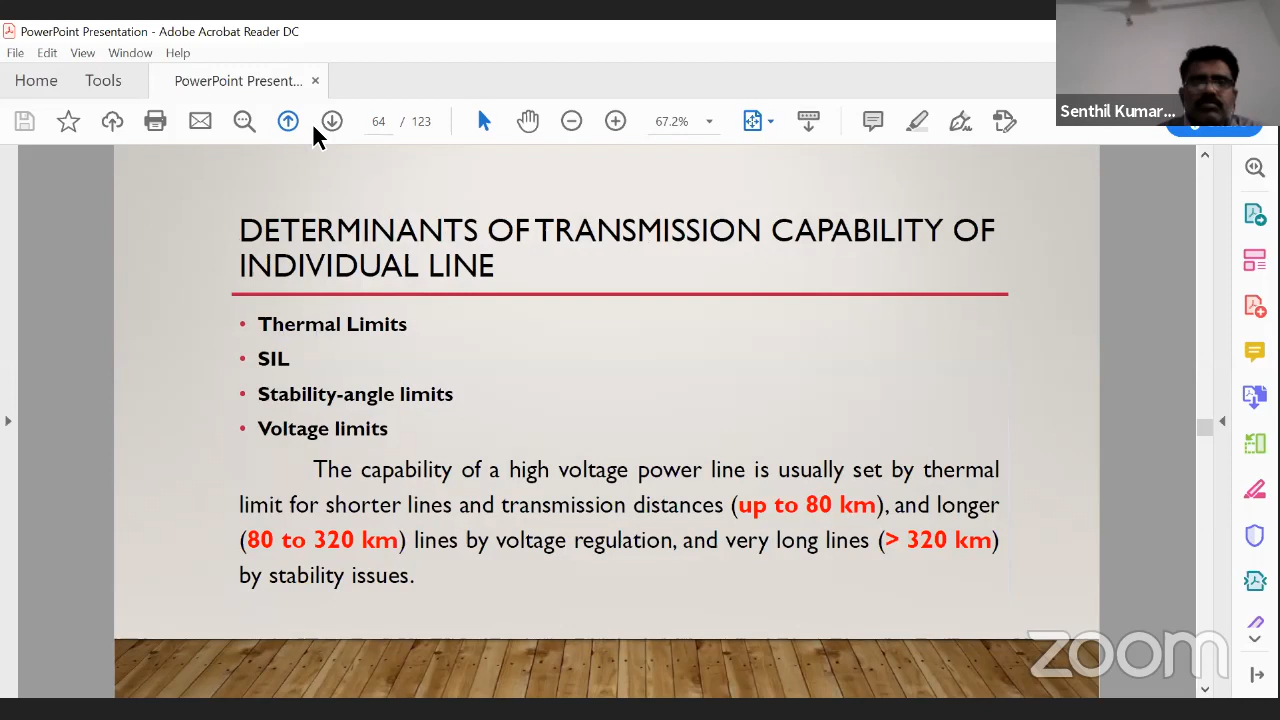 PowerPoint Presentation - Adobe Acrobat Reader DC
File Edit View Window Help
Home Tools PowerPoint Present... ×
64 / 123 67.2%
Senthil Kumar...
DETERMINANTS OF TRANSMISSION CAPABILITY OF
INDIVIDUAL LINE
• Thermal Limits
• SIL
• Stability-angle limits
• Voltage limits
The capability of a high voltage power line is usually set by thermal
limit for shorter lines and transmission distances (up to 80 km), and longer
(80 to 320 km) lines by voltage regulation, and very long lines (> 320 km)
by stability issues.
zoom